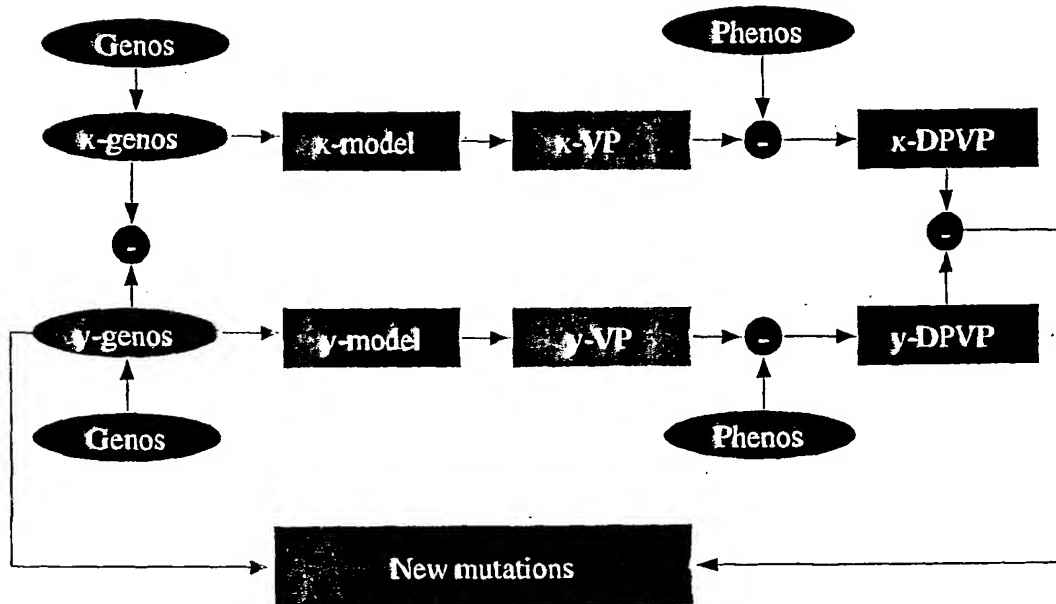 Genos
Phenos
κ-genos
κ-model
κ-VP
-
κ-DPVP
-
-
γ-genos
γ-model
γ-VP
-
γ-DPVP
Genos
Phenos
New mutations